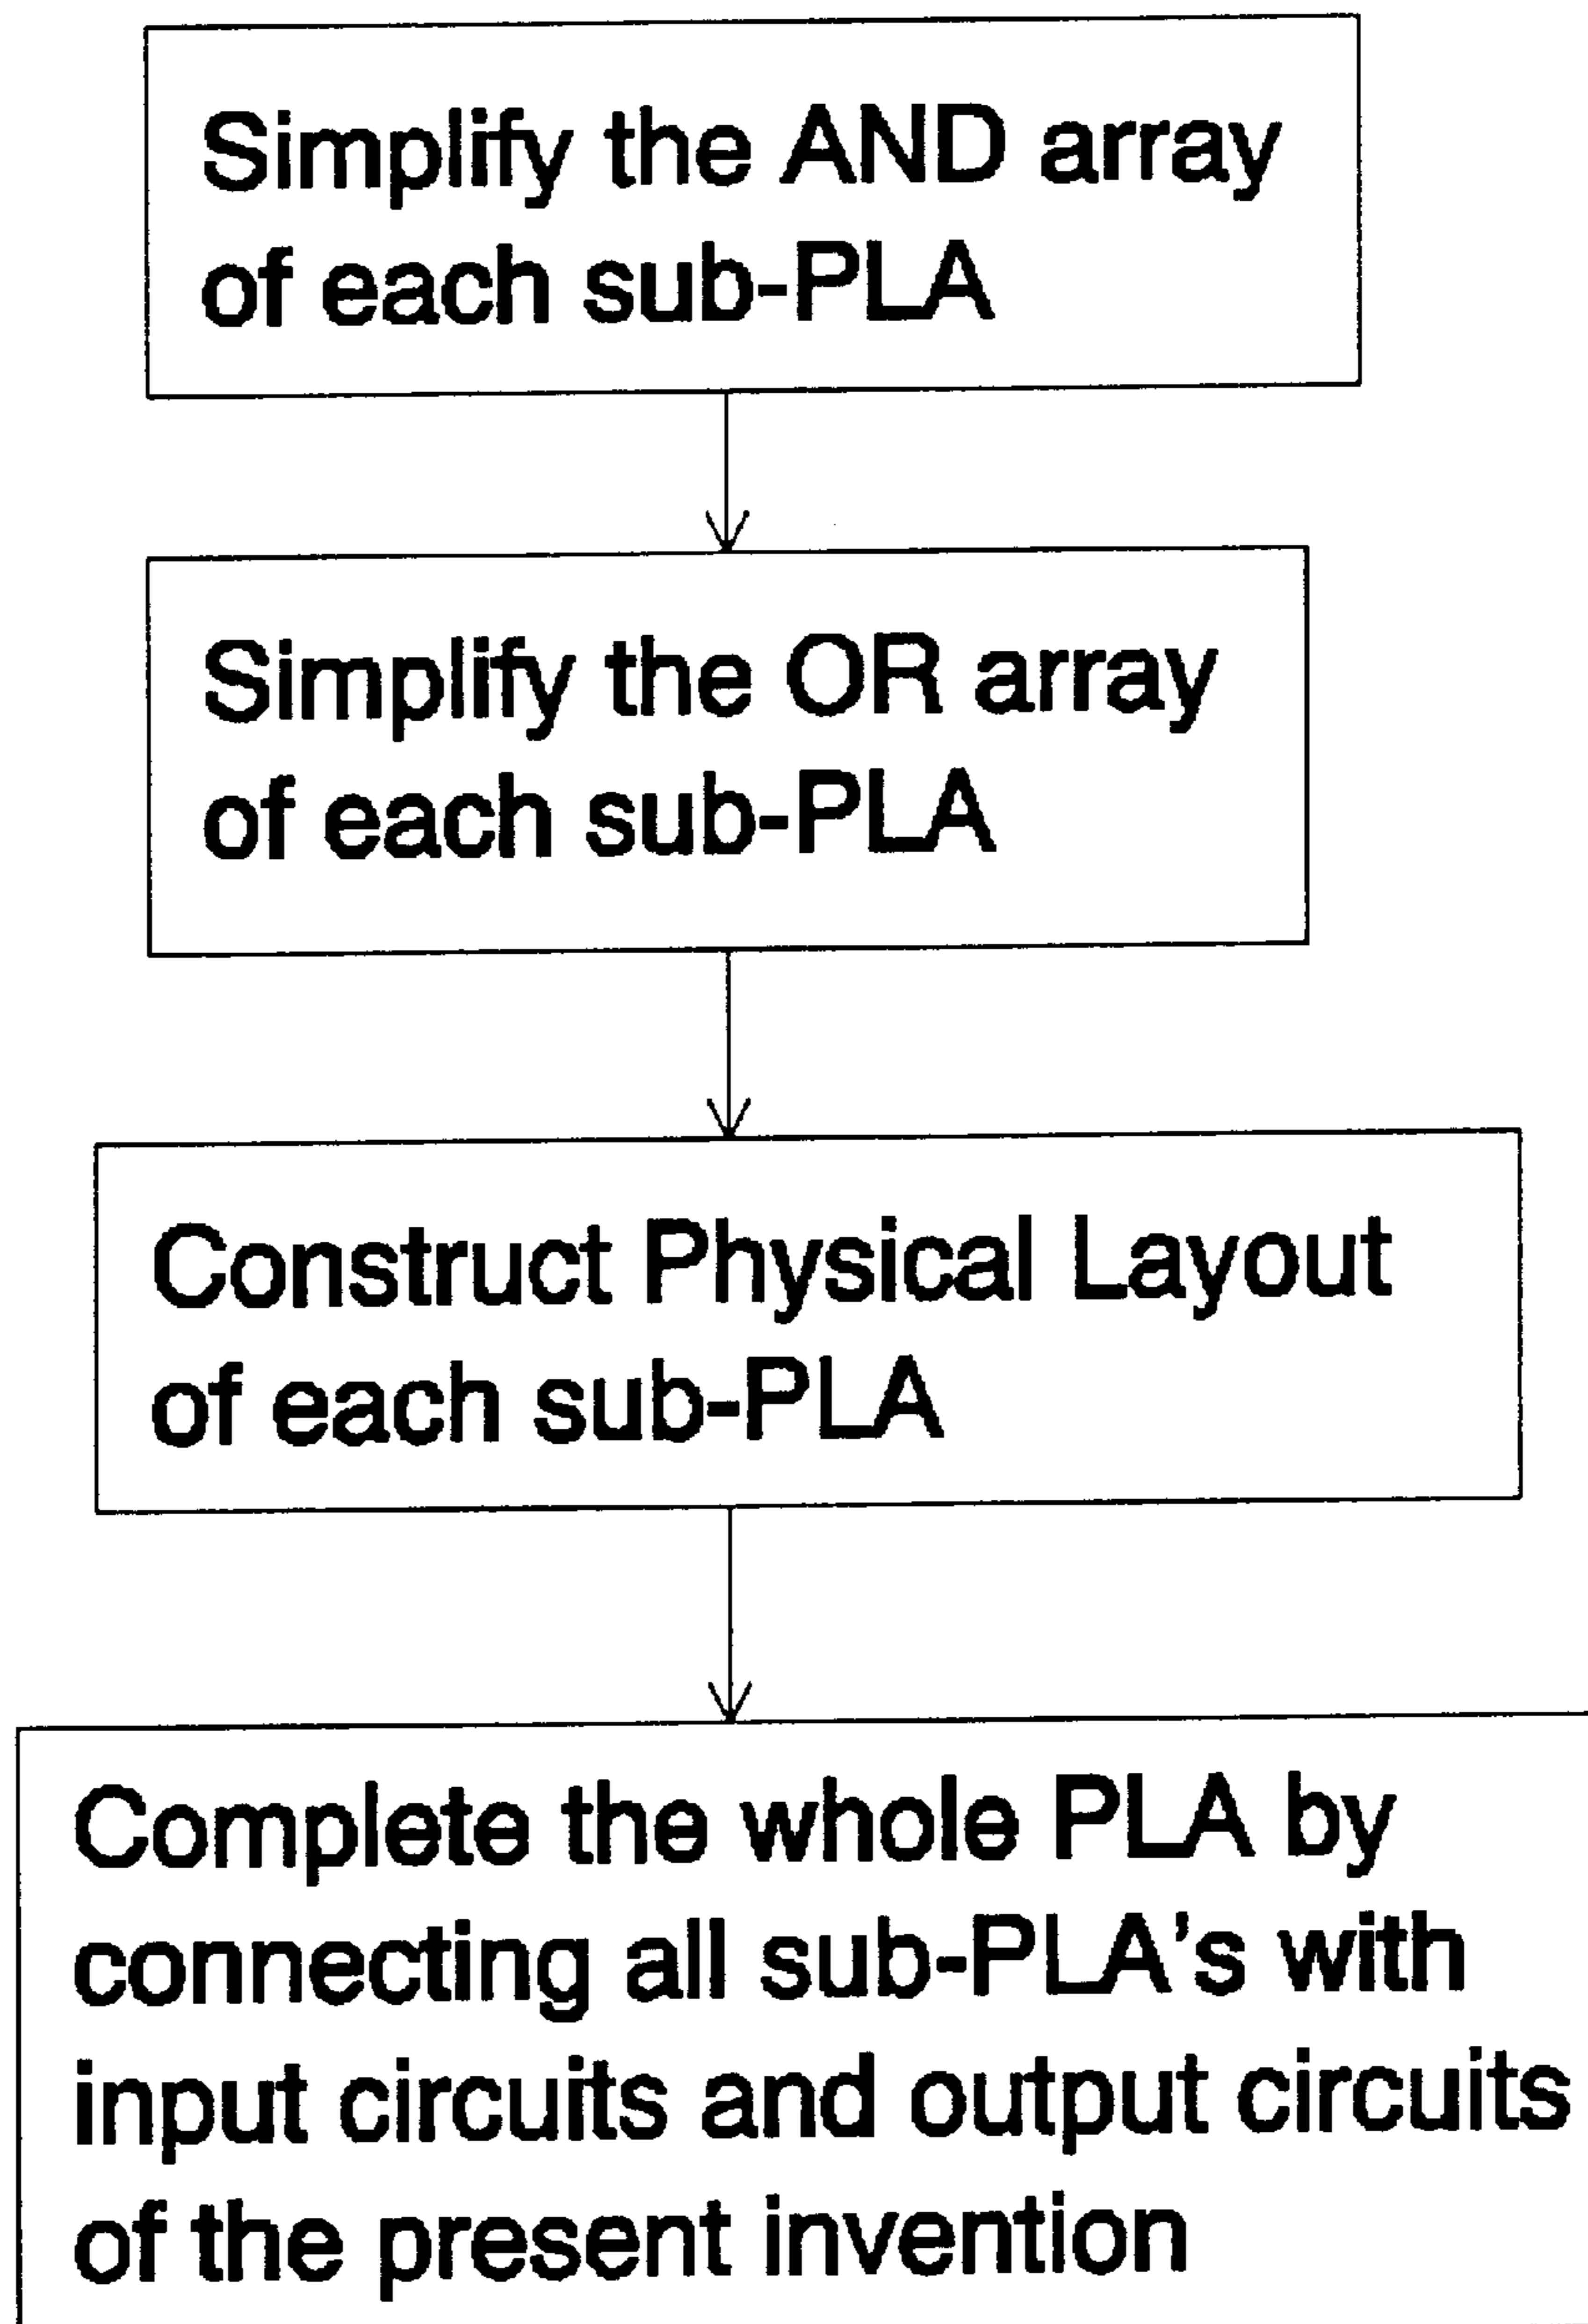 Simplify the AND array
of each sub-PLA
Simplify the OR array
of each sub-PLA
Construct Physical Layout
of each sub-PLA
Complete the whole PLA by
connecting all sub-PLA's with
input circuits and output circuits
of the present invention